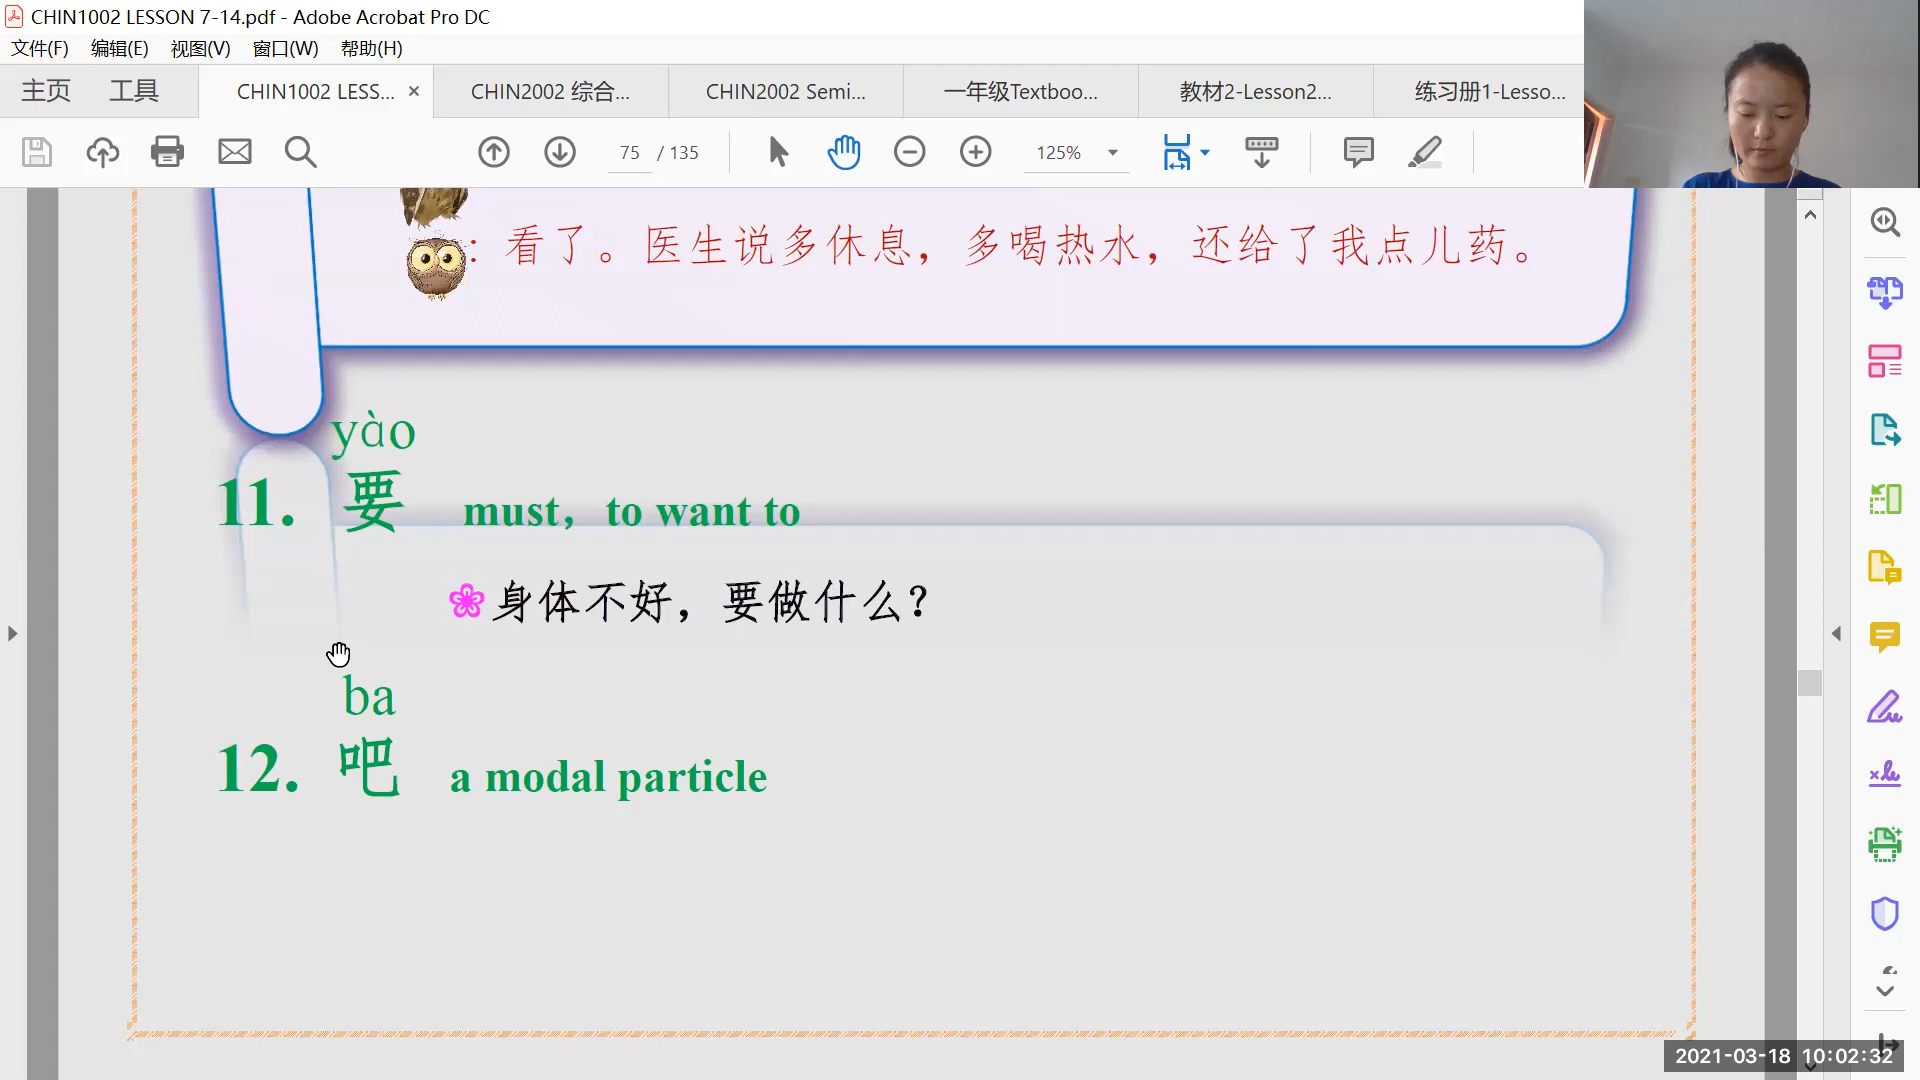 CHIN1002 LESSON 7-14.pdf - Adobe Acrobat Pro DC
文件(F) 编辑(E) 视图(V) 窗口(W) 帮助(H)
主页 工具 CHIN1002 LESS... × CHIN2002 综合... CHIN2002 Semi... 一年级Textboo... 教材2-Lesson2... 练习册1-Lesso...
75 / 135 125%
: 看了。医生说多休息，多喝热水，还给了我点儿药。
yào
11. 要 must，to want to
身体不好，要做什么？
ba
12. 吧 a modal particle
2021-03-18 10:02:32